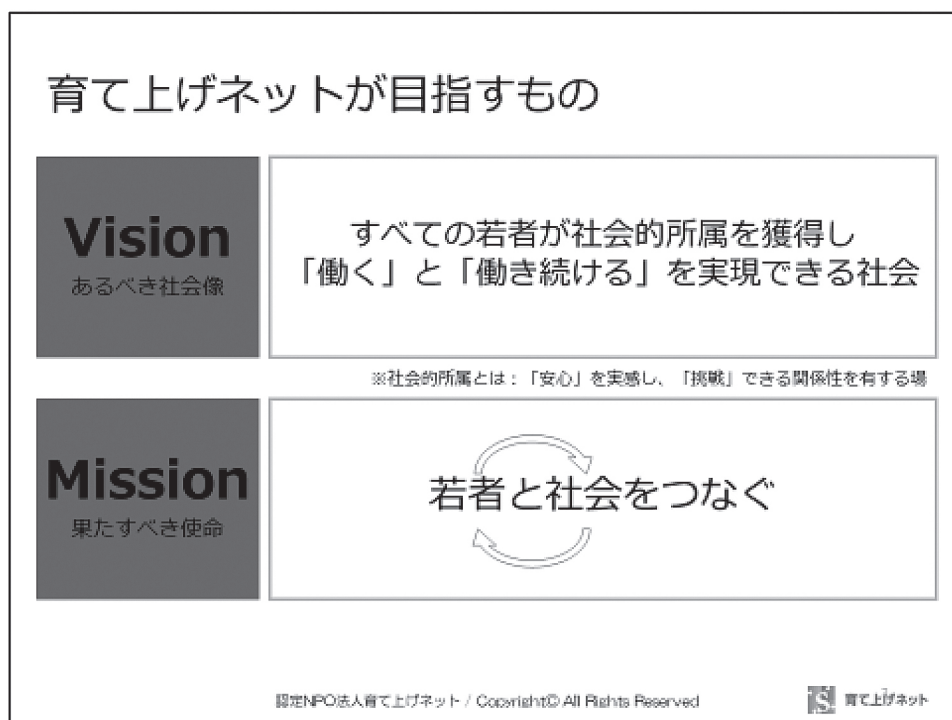 育て上げネットが目指すもの
Vision
あるべき社会像
すべての若者が社会的所属を獲得し
「働く」と「働き続ける」を実現できる社会
※社会的所属とは：「安心」を実感し、「挑戦」できる関係性を有する場
Mission
果たすべき使命
若者と社会をつなぐ
認定NPO法人育て上げネット / Copyright© All Rights Reserved
育て上げネット